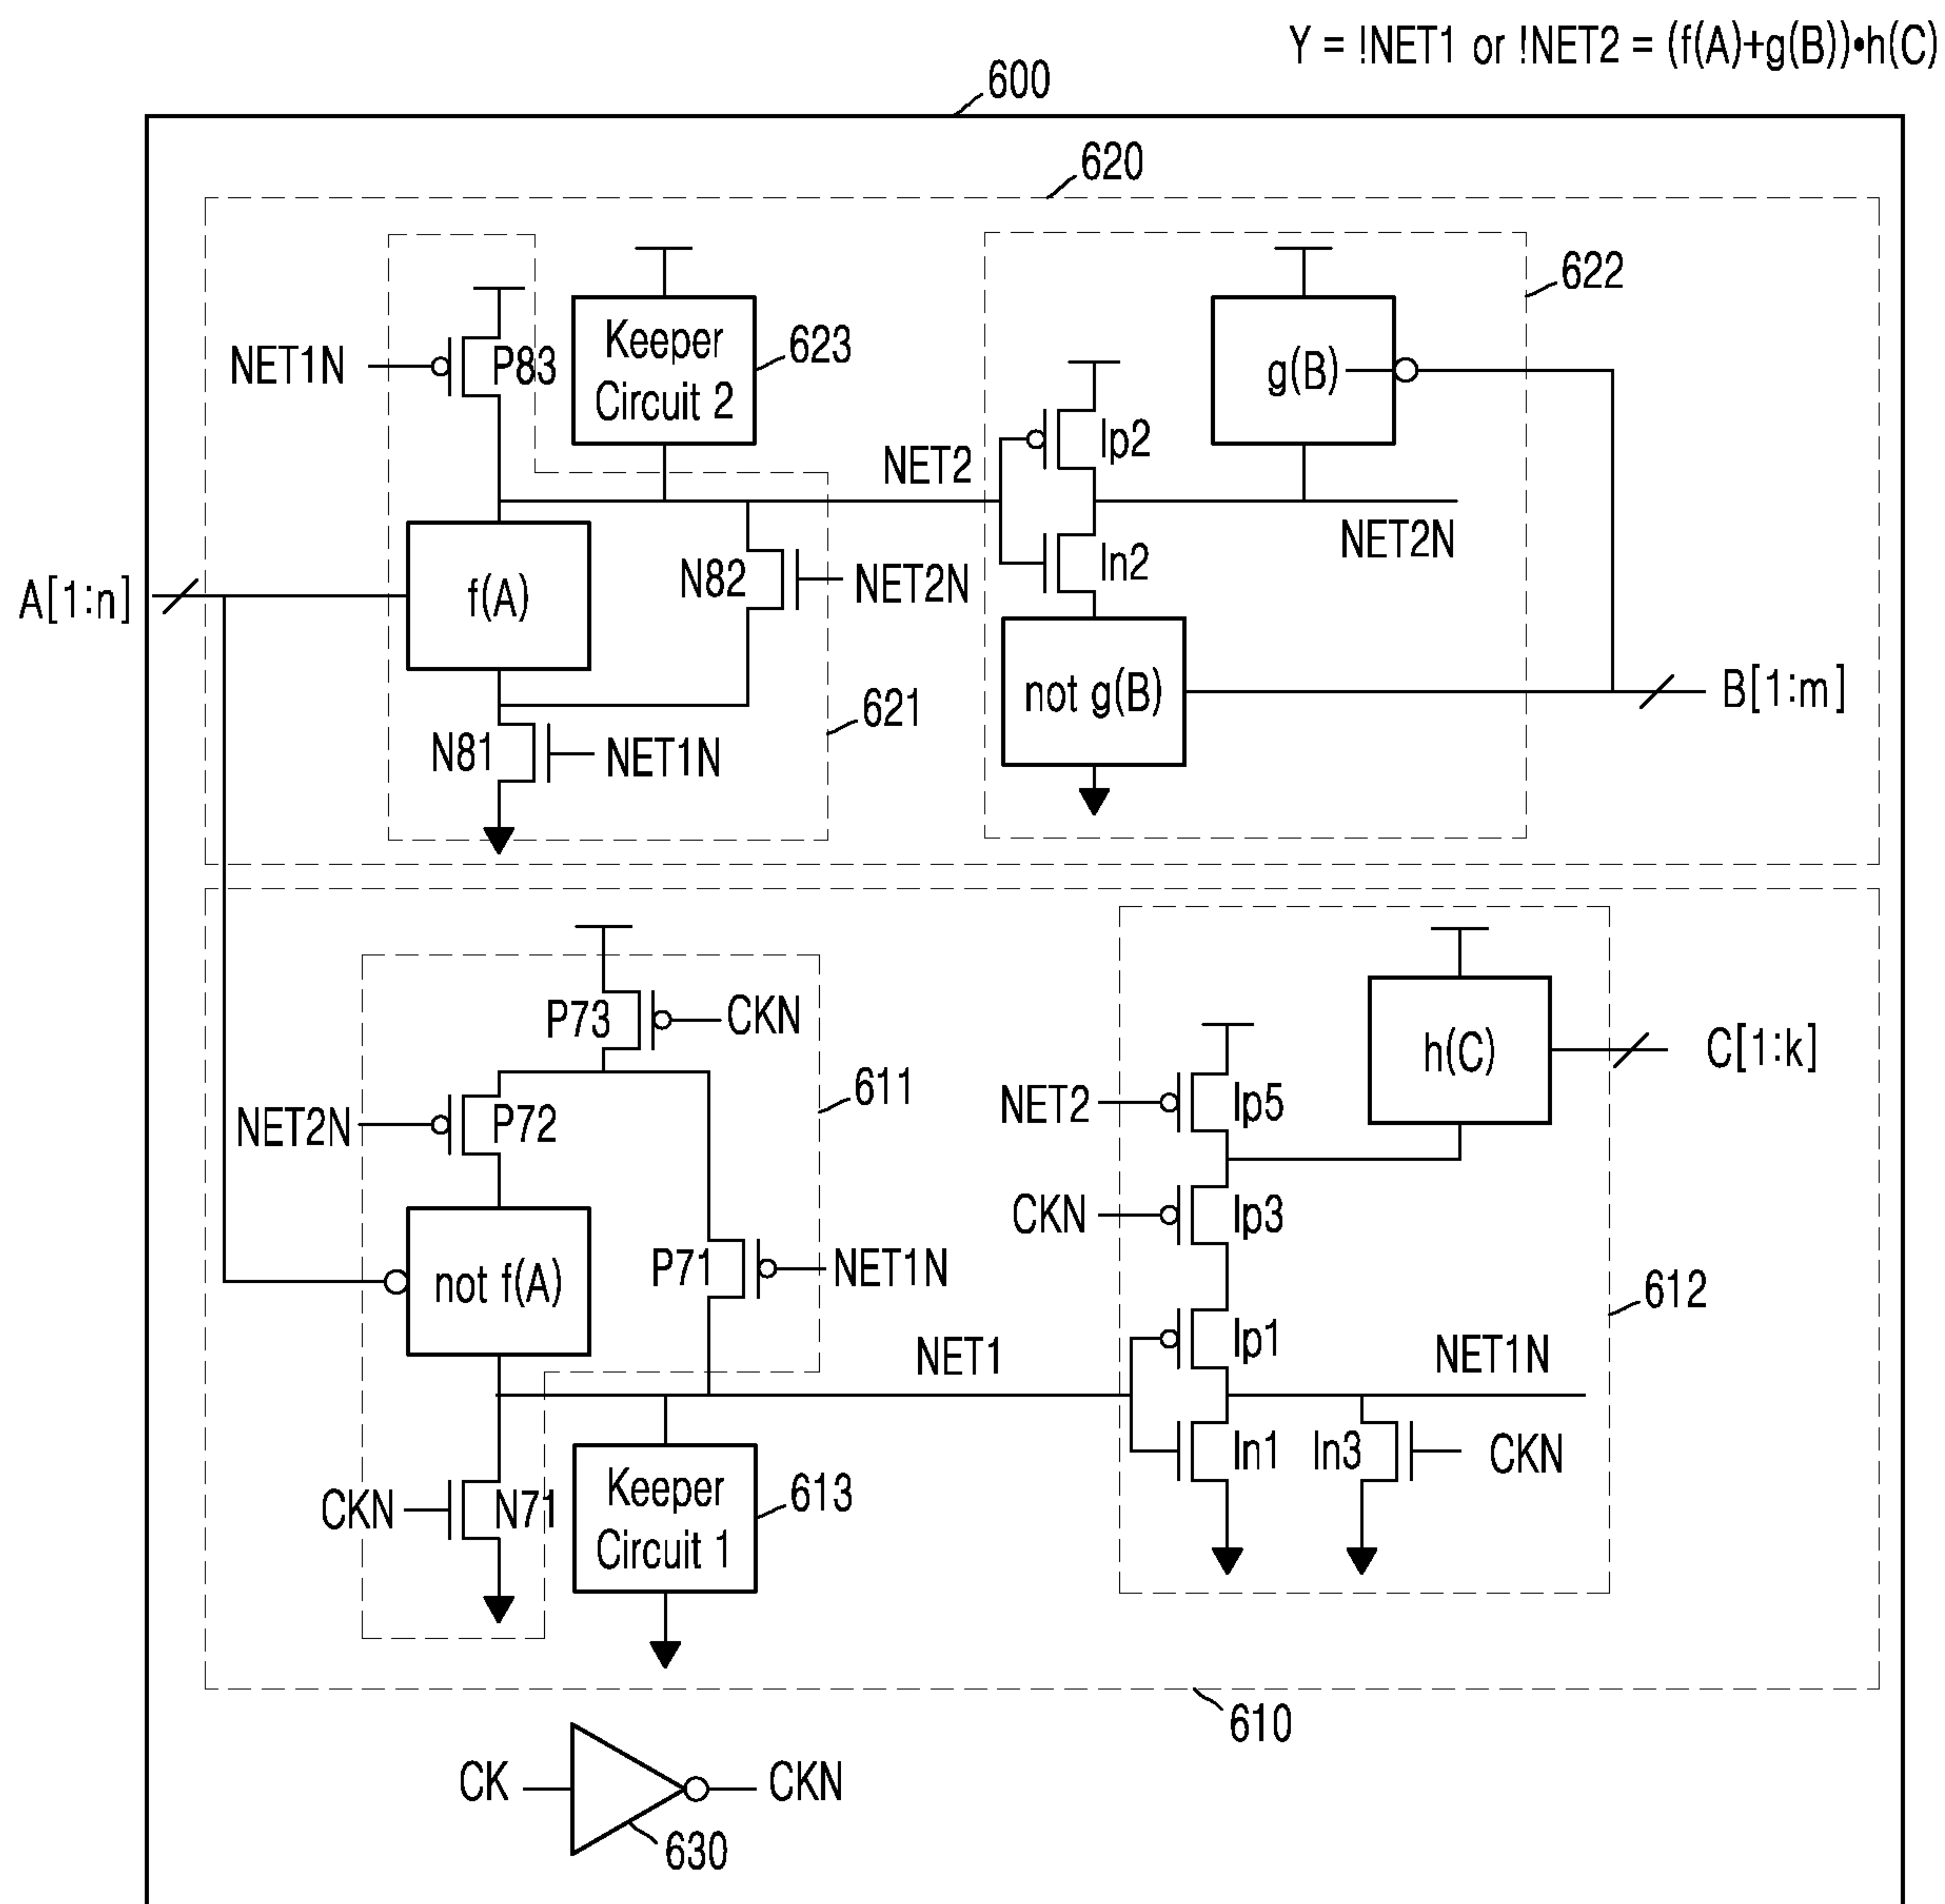 Y = !NET1 or !NET2 = (f(A)+g(B))•h(C)
600
620
622
NET1N
P83
Keeper
Circuit 2
623
g(B)
Ip2
NET2
NET2N
In2
A[1:n]
f(A)
N82
NET2N
not g(B)
B[1:m]
N81
NET1N
621
P73
CKN
h(C)
C[1:k]
NET2N
P72
611
NET2
Ip5
CKN
Ip3
not f(A)
P71
NET1N
612
NET1
Ip1
NET1N
In1
In3
CKN
CKN
N71
Keeper
Circuit 1
613
610
CK
CKN
630